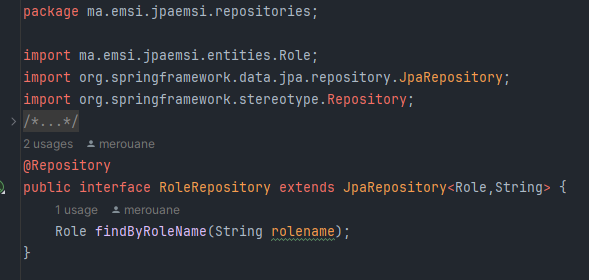 package ma.emsi.jpaemsi.repositories;
import ma.emsi.jpaemsi.entities.Role;
import org.springframework.data.jpa.repository.JpaRepository;
import org.springframework.stereotype.Repository;
/*...*/
2 usages merouane
@Repository
public interface RoleRepository extends JpaRepository<Role,String> {
1 usage merouane
Role findByRoleName(String rolename);
}